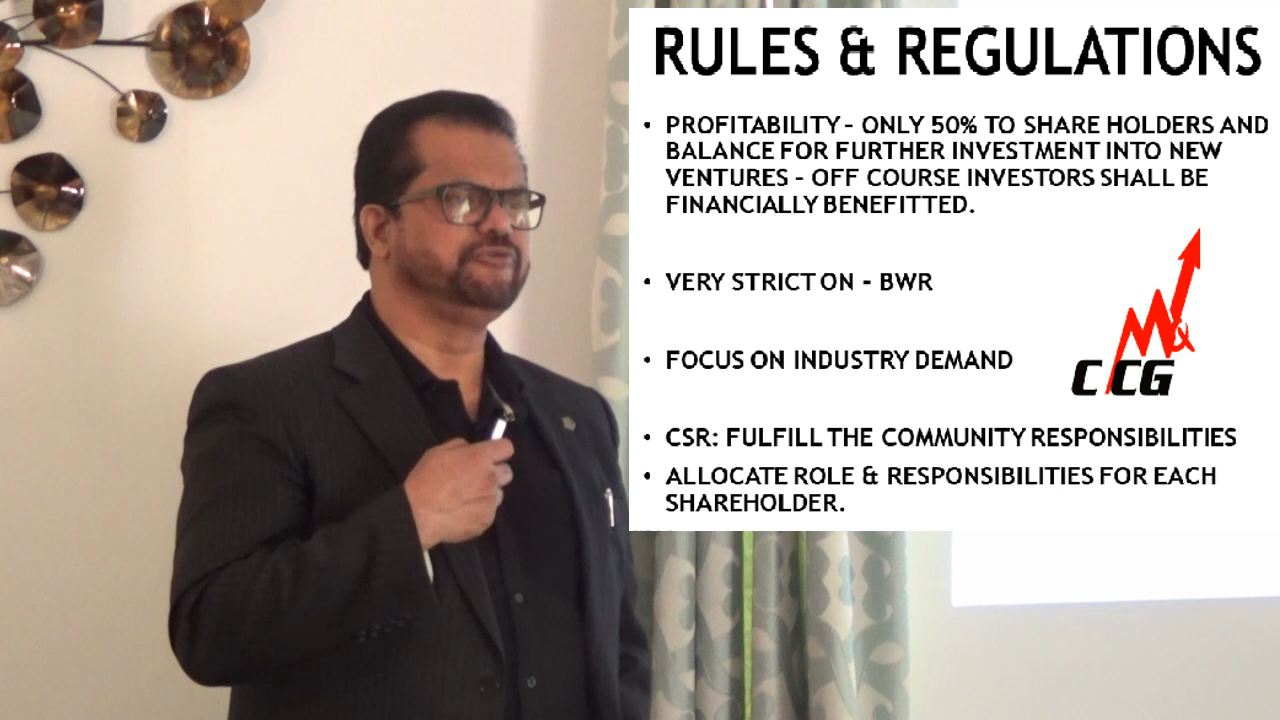 RULES & REGULATIONS
• PROFITABILITY - ONLY 50% TO SHARE HOLDERS AND
BALANCE FOR FURTHER INVESTMENT INTO NEW
VENTURES - OFF COURSE INVESTORS SHALL BE
FINANCIALLY BENEFITTED.
• VERY STRICT ON - BWR
• FOCUS ON INDUSTRY DEMAND
M&
CCG
• CSR: FULFILL THE COMMUNITY RESPONSIBILITIES
• ALLOCATE ROLE & RESPONSIBILITIES FOR EACH
SHAREHOLDER.